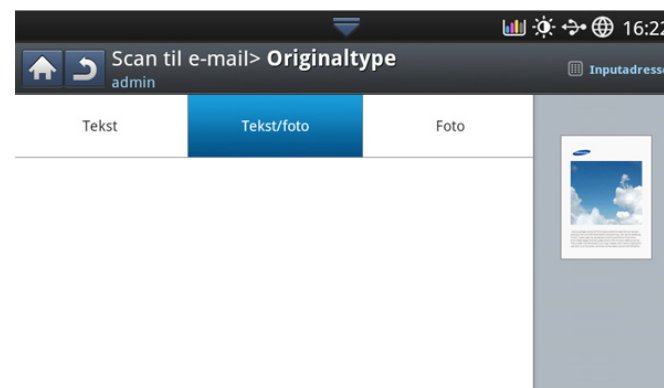 16:22
Scan til e-mail> Originaltype
admin
Inputadresse
Tekst
Tekst/foto
Foto